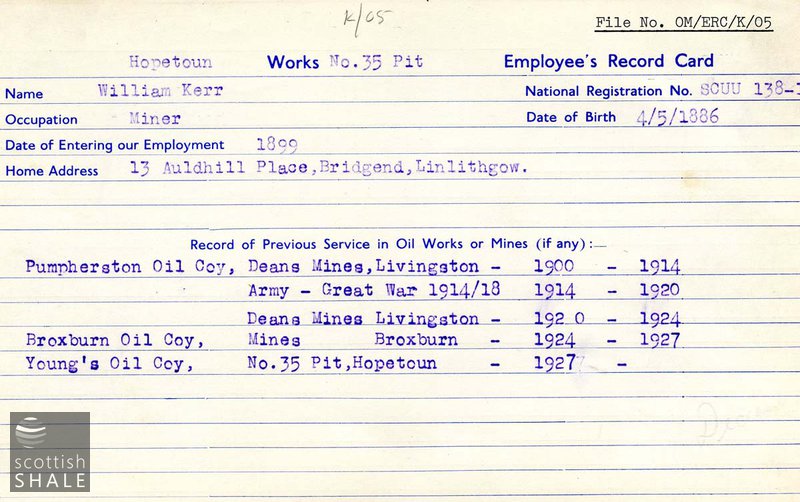 K/05
File No. OM/ERC/K/05
Hopetoun Works No.35 Pit Employee's Record Card
Name William Kerr National Registration No. SCUU 138-1
Occupation Miner Date of Birth 4/5/1886
Date of Entering our Employment 1899
Home Address 13 Auldhill Place,Bridgend,Linlithgow.
Record of Previous Service in Oil Works or Mines (if any):—
Pumpherston Oil Coy, Deans Mines,Livingston - 1900 - 1914
Army - Great War 1914/18 1914 - 1920
Deans Mines Livingston - 192 0 - 1924
Broxburn Oil Coy, Mines Broxburn - 1924 - 1927
Young's Oil Coy, No.35 Pit,Hopetoun - 1927 -
scottish
SHALE